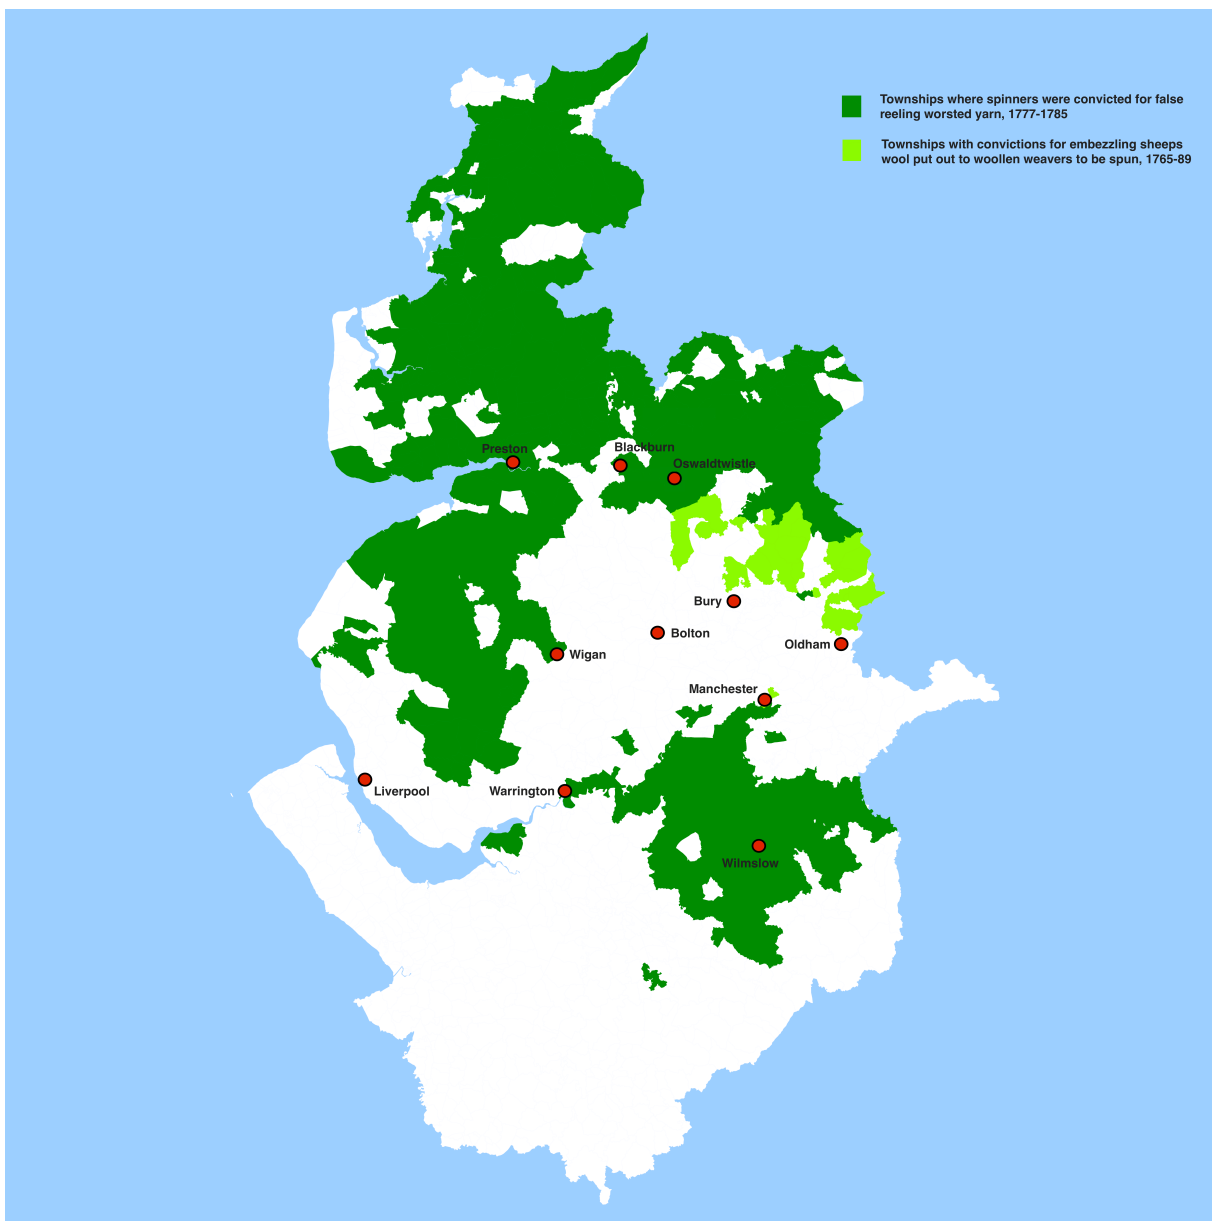 Townships where spinners were convicted for false
reeling worsted yarn, 1777-1785
Townships with convictions for embezzling sheeps
wool put out to woollen weavers to be spun, 1765-89
Preston
Blackburn
Oswaldtwistle
Bury
Bolton
Oldham
Wigan
Manchester
Liverpool
Warrington
Wilmslow